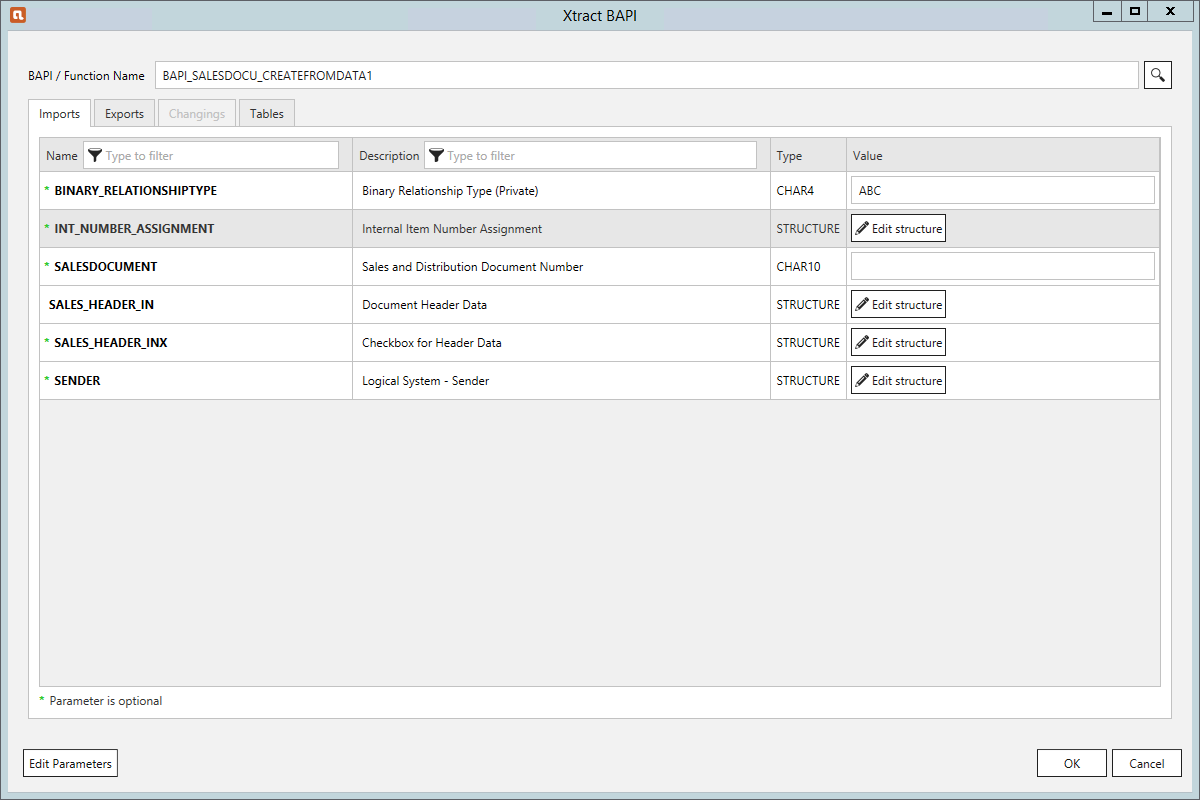 Xtract BAPI
BAPI / Function Name BAPI_SALESDOCU_CREATEFROMDATA1
Imports Exports Changings Tables
Name Type to filter Description Type to filter Type Value
* BINARY_RELATIONSHIPTYPE Binary Relationship Type (Private) CHAR4 ABC
* INT_NUMBER_ASSIGNMENT Internal Item Number Assignment STRUCTURE Edit structure
* SALESDOCUMENT Sales and Distribution Document Number CHAR10
SALES_HEADER_IN Document Header Data STRUCTURE Edit structure
* SALES_HEADER_INX Checkbox for Header Data STRUCTURE Edit structure
* SENDER Logical System - Sender STRUCTURE Edit structure
* Parameter is optional
Edit Parameters OK Cancel